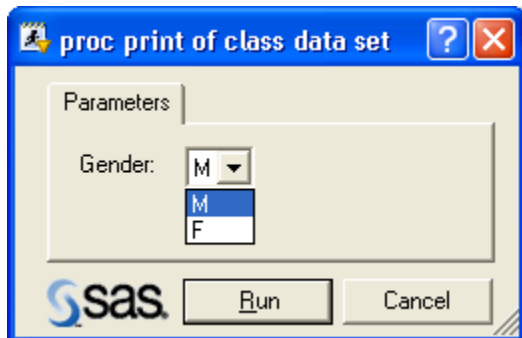 proc print of class data set
Parameters
Gender: M
M
F
sas.
Run
Cancel